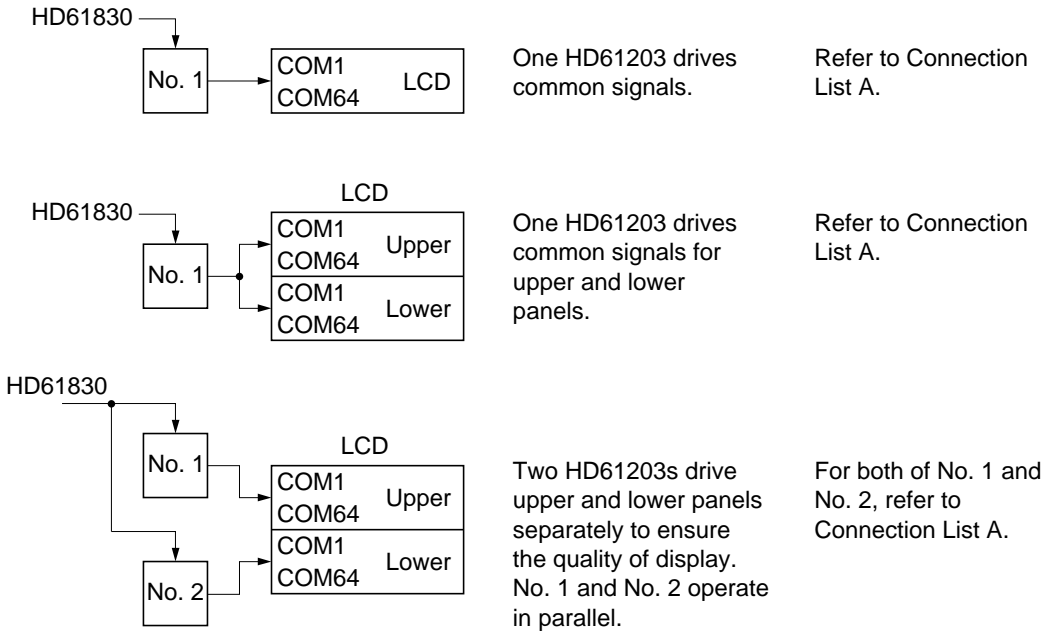 HD61830
No. 1
COM1
COM64
LCD
One HD61203 drives
common signals.
Refer to Connection
List A.
LCD
HD61830
No. 1
COM1
COM64
Upper
COM1
COM64
Lower
One HD61203 drives
common signals for
upper and lower
panels.
Refer to Connection
List A.
HD61830
No. 1
No. 2
LCD
COM1
COM64
Upper
COM1
COM64
Lower
Two HD61203s drive
upper and lower panels
separately to ensure
the quality of display.
No. 1 and No. 2 operate
in parallel.
For both of No. 1 and
No. 2, refer to
Connection List A.